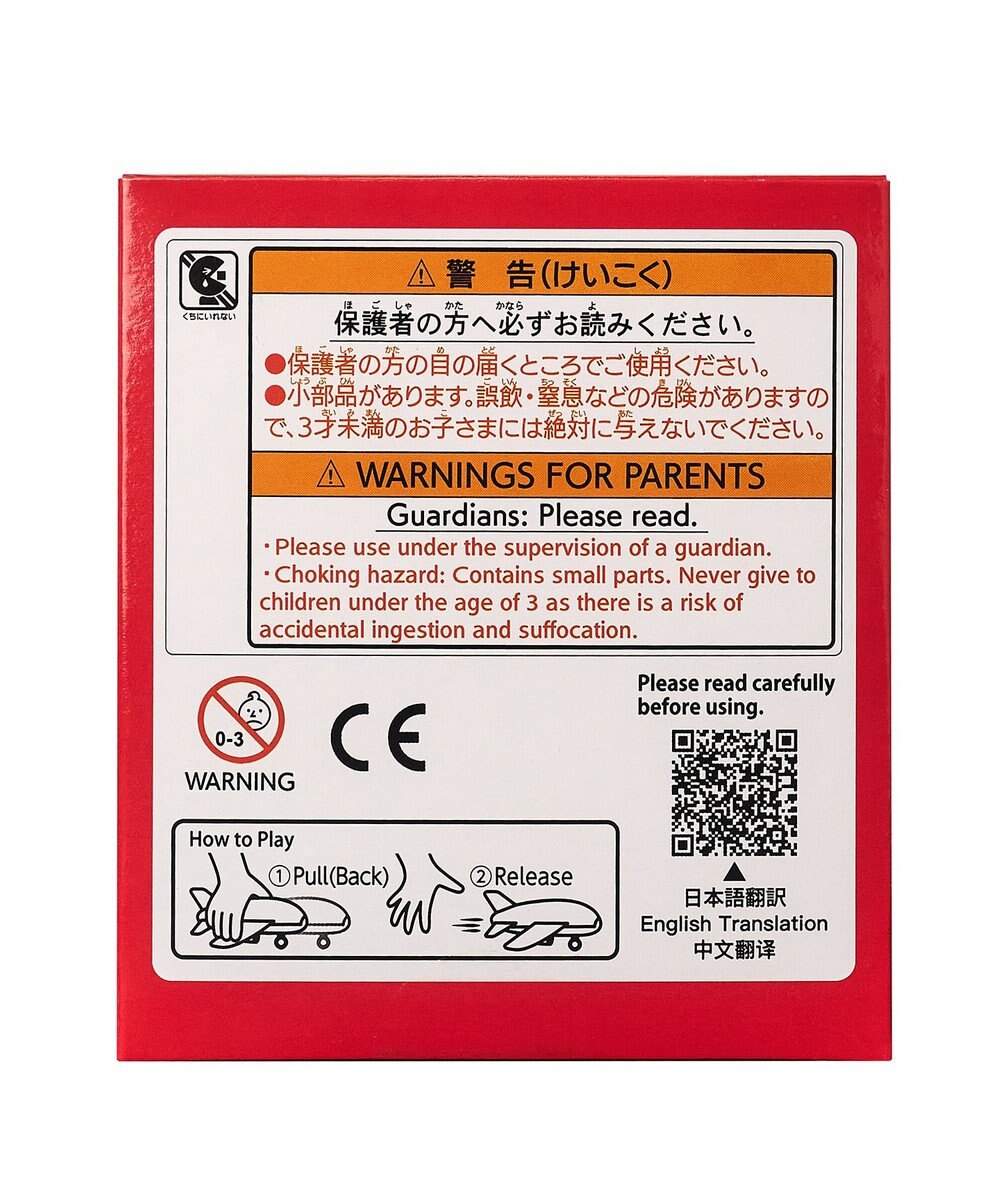 くちにいれない
⚠警 告(けいこく)
保護者の方へ必ずお読みください。
●保護者の方の目の届くところでご使用ください。
●小部品があります。誤飲・窒息などの危険がありますの
で、3才未満のお子さまには絶対に与えないでください。
⚠ WARNINGS FOR PARENTS
Guardians: Please read.
・Please use under the supervision of a guardian.
・Choking hazard: Contains small parts. Never give to
children under the age of 3 as there is a risk of
accidental ingestion and suffocation.
0-3
WARNING
CE
Please read carefully
before using.
日本語翻訳
English Translation
中文翻译
How to Play
①Pull(Back)
②Release